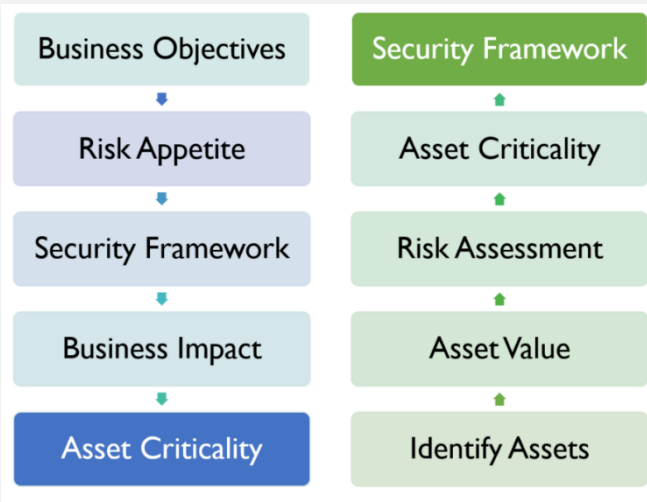 Business Objectives
Risk Appetite
Security Framework
Business Impact
Asset Criticality
Security Framework
Asset Criticality
Risk Assessment
Asset Value
Identify Assets